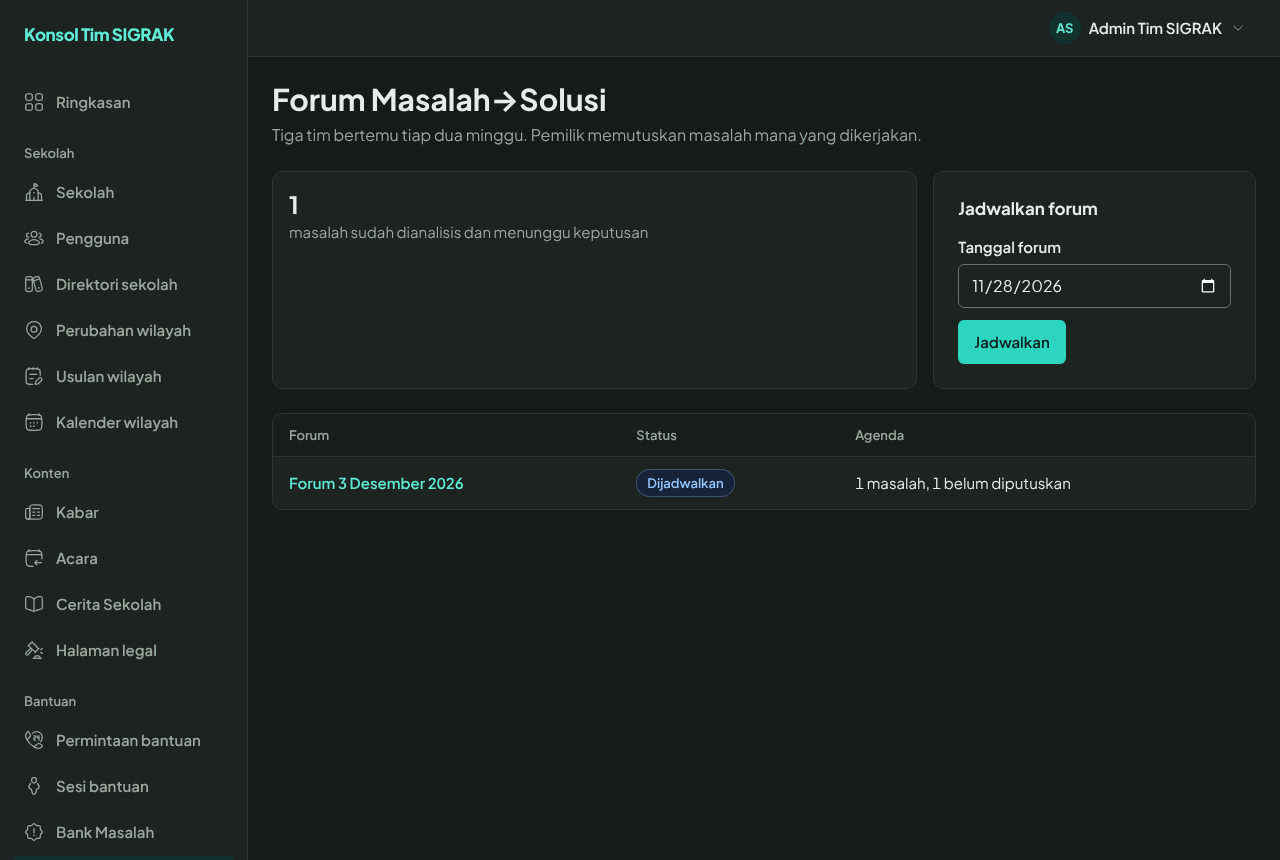 Konsol Tim SIGRAK
AS Admin Tim SIGRAK
Ringkasan
Sekolah
Sekolah
Pengguna
Direktori sekolah
Perubahan wilayah
Usulan wilayah
Kalender wilayah
Konten
Kabar
Acara
Cerita Sekolah
Halaman legal
Bantuan
Permintaan bantuan
Sesi bantuan
Bank Masalah
Forum Masalah→Solusi
Tiga tim bertemu tiap dua minggu. Pemilik memutuskan masalah mana yang dikerjakan.
1
masalah sudah dianalisis dan menunggu keputusan
Jadwalkan forum
Tanggal forum
11/28/2026
Jadwalkan
Forum Status Agenda
Forum 3 Desember 2026 Dijadwalkan 1 masalah, 1 belum diputuskan